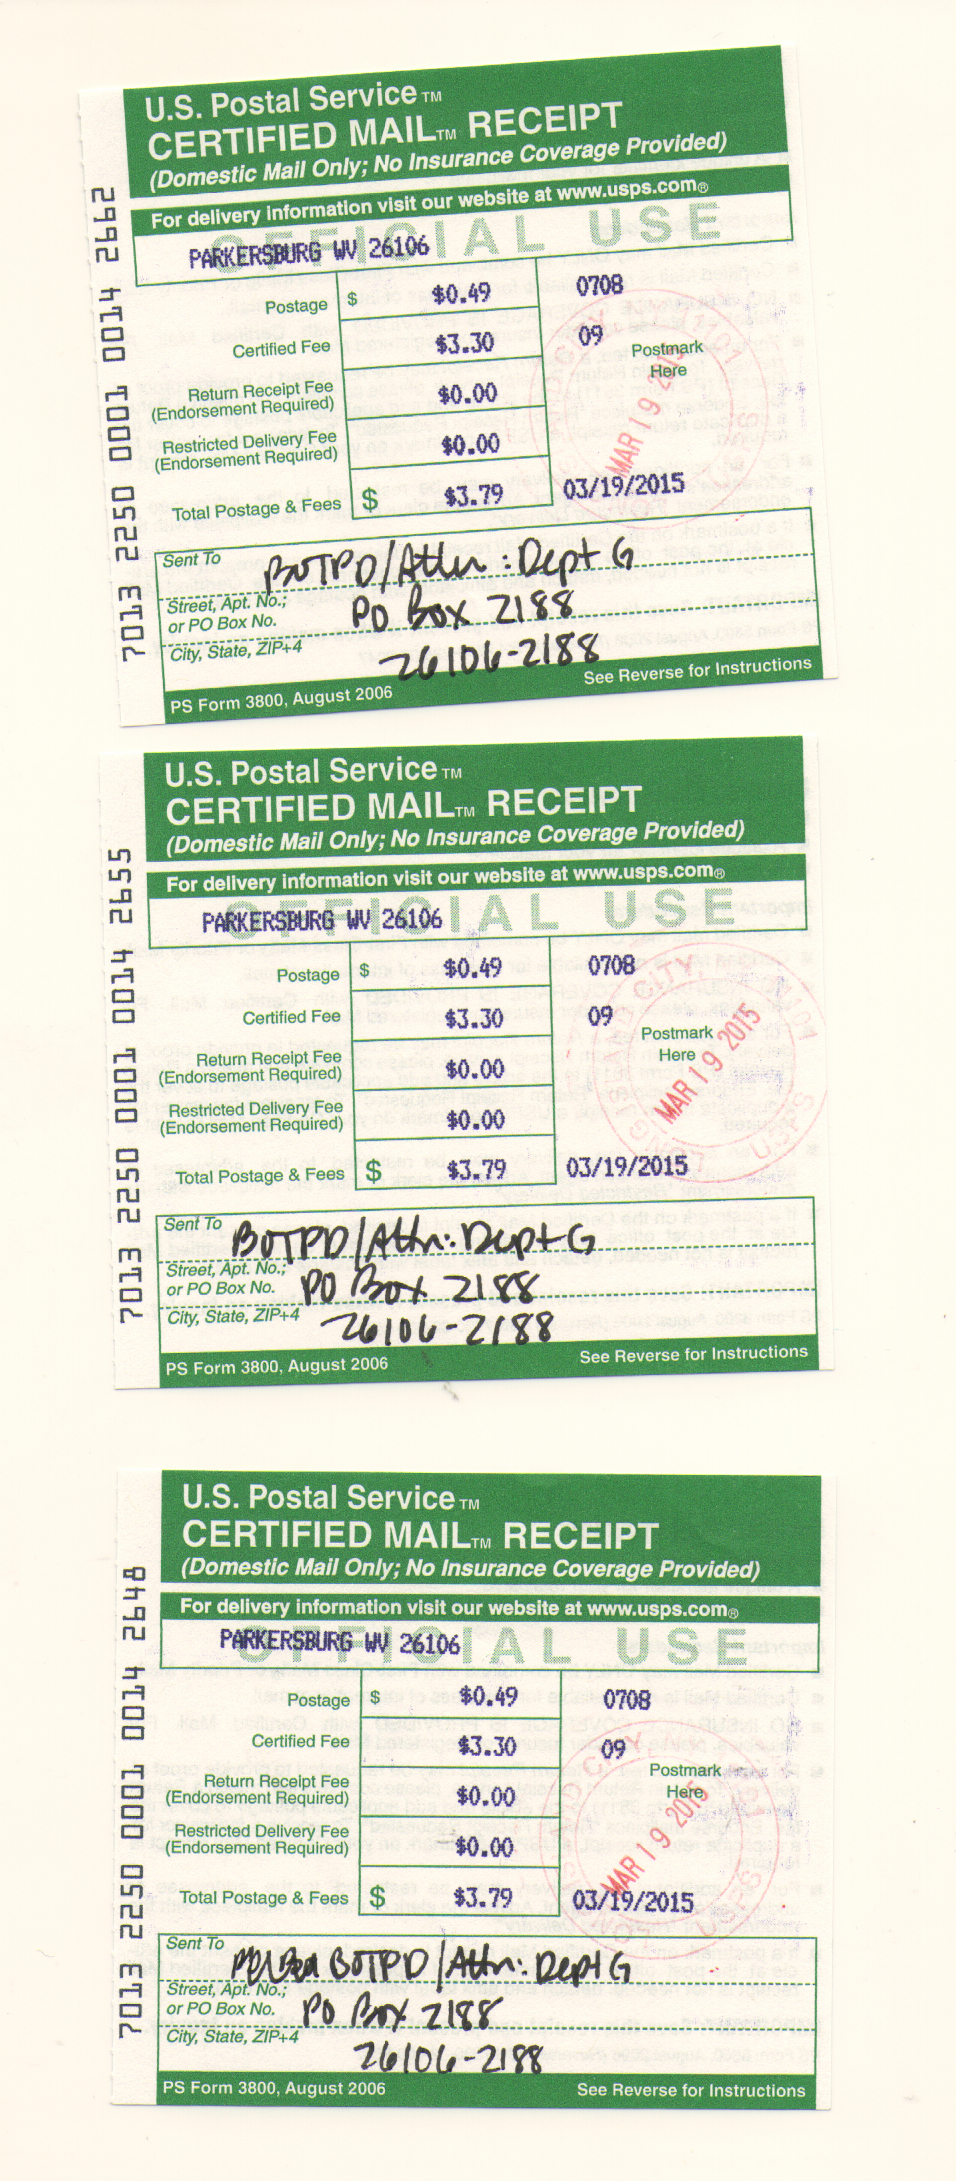 U.S. Postal Service™
CERTIFIED MAIL™ RECEIPT
(Domestic Mail Only; No Insurance Coverage Provided)
For delivery information visit our website at www.usps.com®
OFFICIAL USE
PARKERSBURG WV 26106
Postage $ $0.49 0708
Certified Fee $3.30 09
Postmark
Here
Return Receipt Fee
(Endorsement Required) $0.00
MAR 19 2015
Restricted Delivery Fee
(Endorsement Required) $0.00
Total Postage & Fees $ $3.79 03/19/2015
Sent To BOTPD/Attn: Dept G
Street, Apt. No.;
or PO Box No. PO Box 2188
City, State, ZIP+4 26106-2188
PS Form 3800, August 2006 See Reverse for Instructions
7013 2250 0001 0014 2662
U.S. Postal Service™
CERTIFIED MAIL™ RECEIPT
(Domestic Mail Only; No Insurance Coverage Provided)
For delivery information visit our website at www.usps.com®
OFFICIAL USE
PARKERSBURG WV 26106
Postage $ $0.49 0708
Certified Fee $3.30 09
Postmark
Here
Return Receipt Fee
(Endorsement Required) $0.00
MAR 19 2015
Restricted Delivery Fee
(Endorsement Required) $0.00
Total Postage & Fees $ $3.79 03/19/2015
Sent To BOTPD/Attn: Dept G
Street, Apt. No.;
or PO Box No. PO Box 2188
City, State, ZIP+4 26106-2188
PS Form 3800, August 2006 See Reverse for Instructions
7013 2250 0001 0014 2655
U.S. Postal Service™
CERTIFIED MAIL™ RECEIPT
(Domestic Mail Only; No Insurance Coverage Provided)
For delivery information visit our website at www.usps.com®
OFFICIAL USE
PARKERSBURG WV 26106
Postage $ $0.49 0708
Certified Fee $3.30 09
Postmark
Here
Return Receipt Fee
(Endorsement Required) $0.00
MAR 19 2015
Restricted Delivery Fee
(Endorsement Required) $0.00
Total Postage & Fees $ $3.79 03/19/2015
Sent To BOTPD/Attn: Dept G
Street, Apt. No.;
or PO Box No. PO Box 2188
City, State, ZIP+4 26106-2188
PS Form 3800, August 2006 See Reverse for Instructions
7013 2250 0001 0014 2648